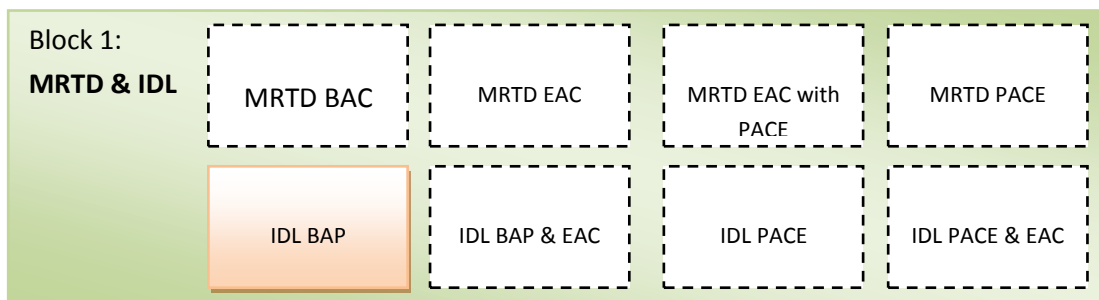 Block 1:
MRTD & IDL
MRTD BAC
MRTD EAC
MRTD EAC with
PACE
MRTD PACE
IDL BAP
IDL BAP & EAC
IDL PACE
IDL PACE & EAC